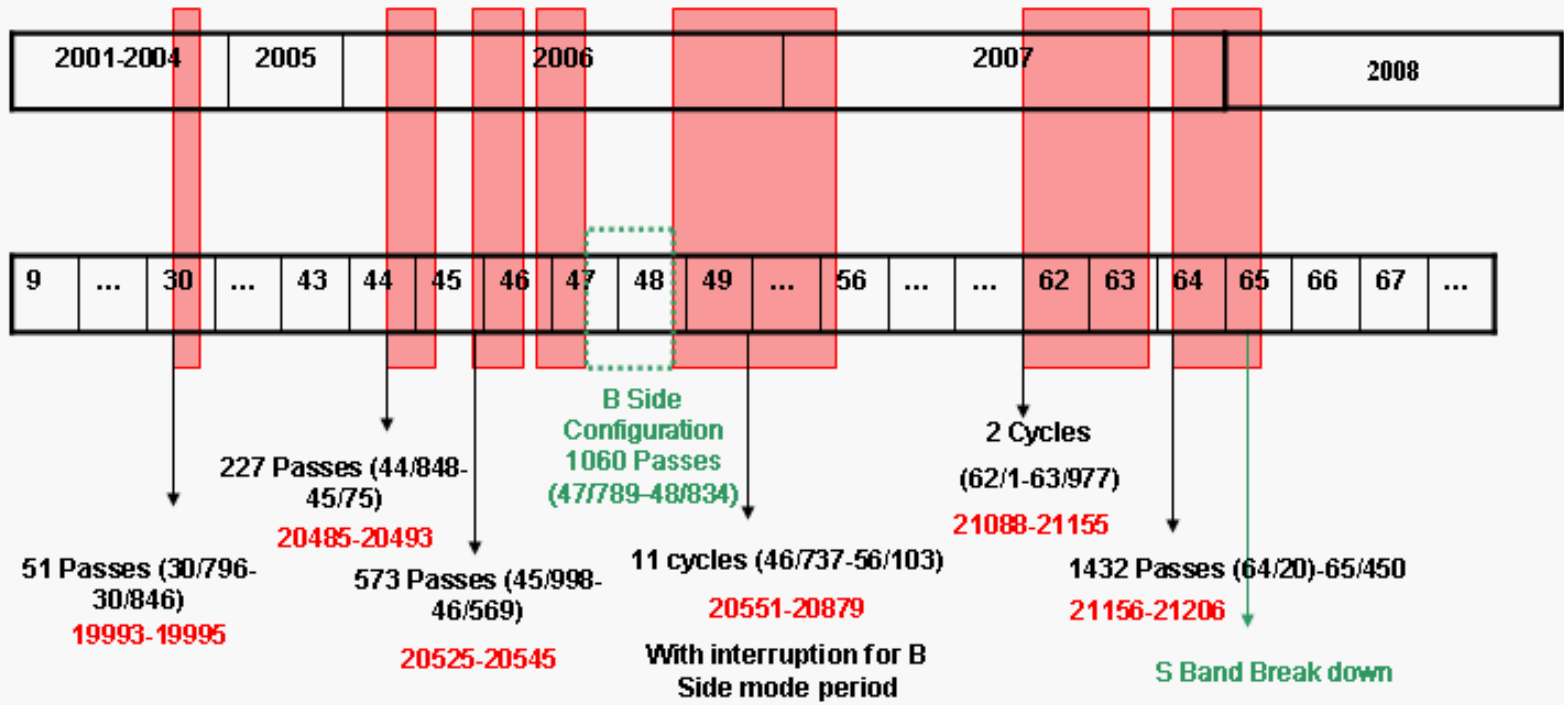 2001-2004 2005 2006 2007 2008
9 ... 30 ... 43 44 45 46 47 48 49 ... 56 ... ... 62 63 64 65 66 67 ...
51 Passes (30/796-
30/846)
19993-19995
227 Passes (44/848-
45/75)
20485-20493
573 Passes (45/998-
46/569)
20525-20545
B Side
Configuration
1060 Passes
(47/789-48/834)
11 cycles (46/737-56/103)
20551-20879
With interruption for B
Side mode period
2 Cycles
(62/1-63/977)
21088-21155
1432 Passes (64/20)-65/450
21156-21206
S Band Break down